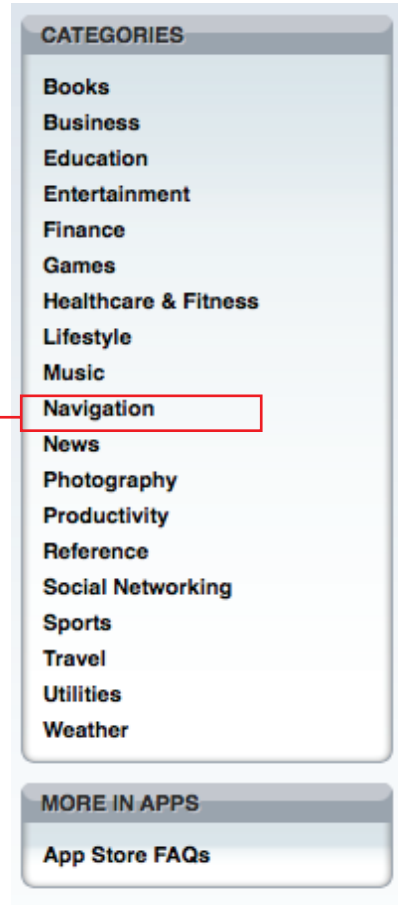 CATEGORIES
Books
Business
Education
Entertainment
Finance
Games
Healthcare & Fitness
Lifestyle
Music
Navigation
News
Photography
Productivity
Reference
Social Networking
Sports
Travel
Utilities
Weather
MORE IN APPS
App Store FAQs